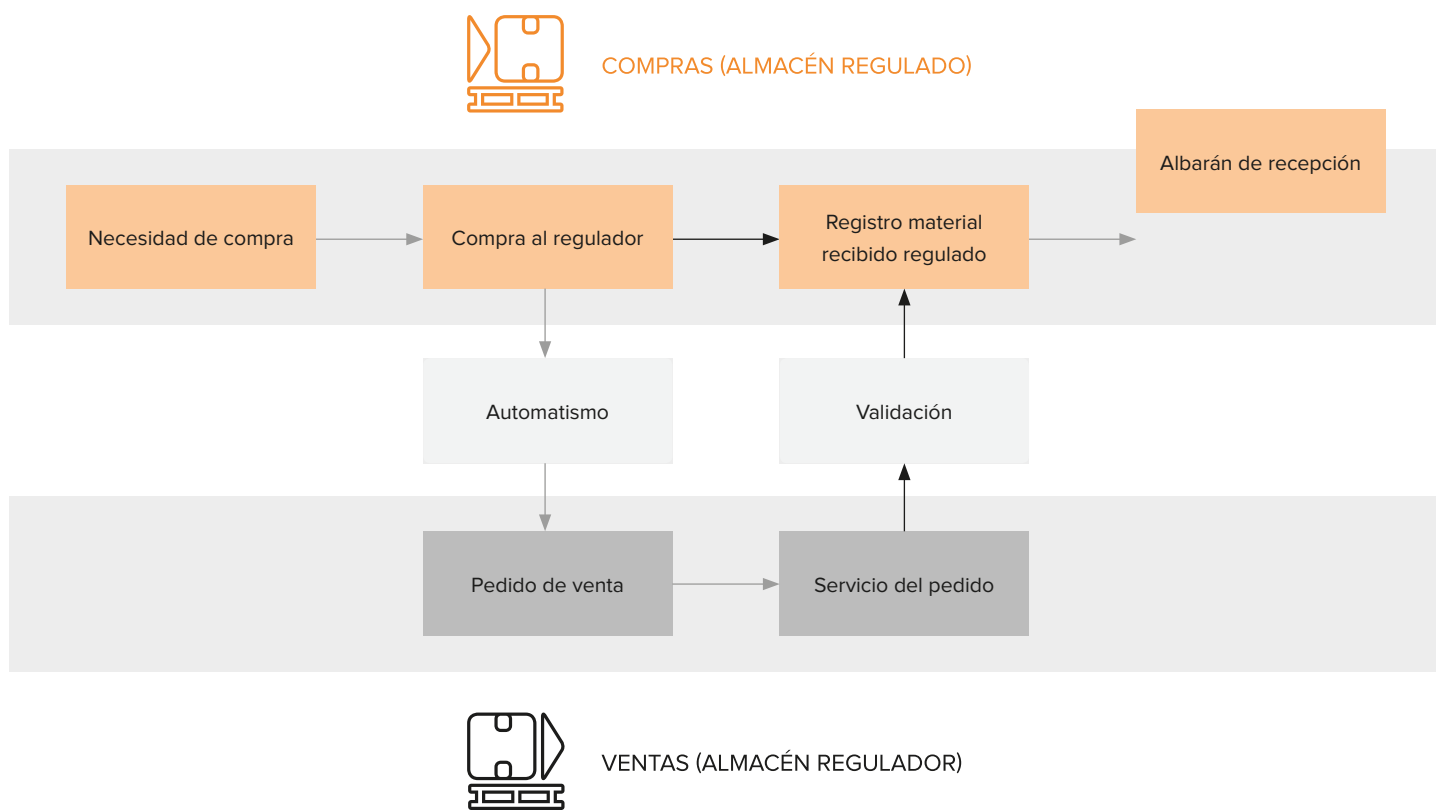 COMPRAS (ALMACÉN REGULADO)
Albarán de recepción
Necesidad de compra
Compra al regulador
Registro material
recibido regulado
Automatismo
Validación
Pedido de venta
Servicio del pedido
VENTAS (ALMACÉN REGULADOR)